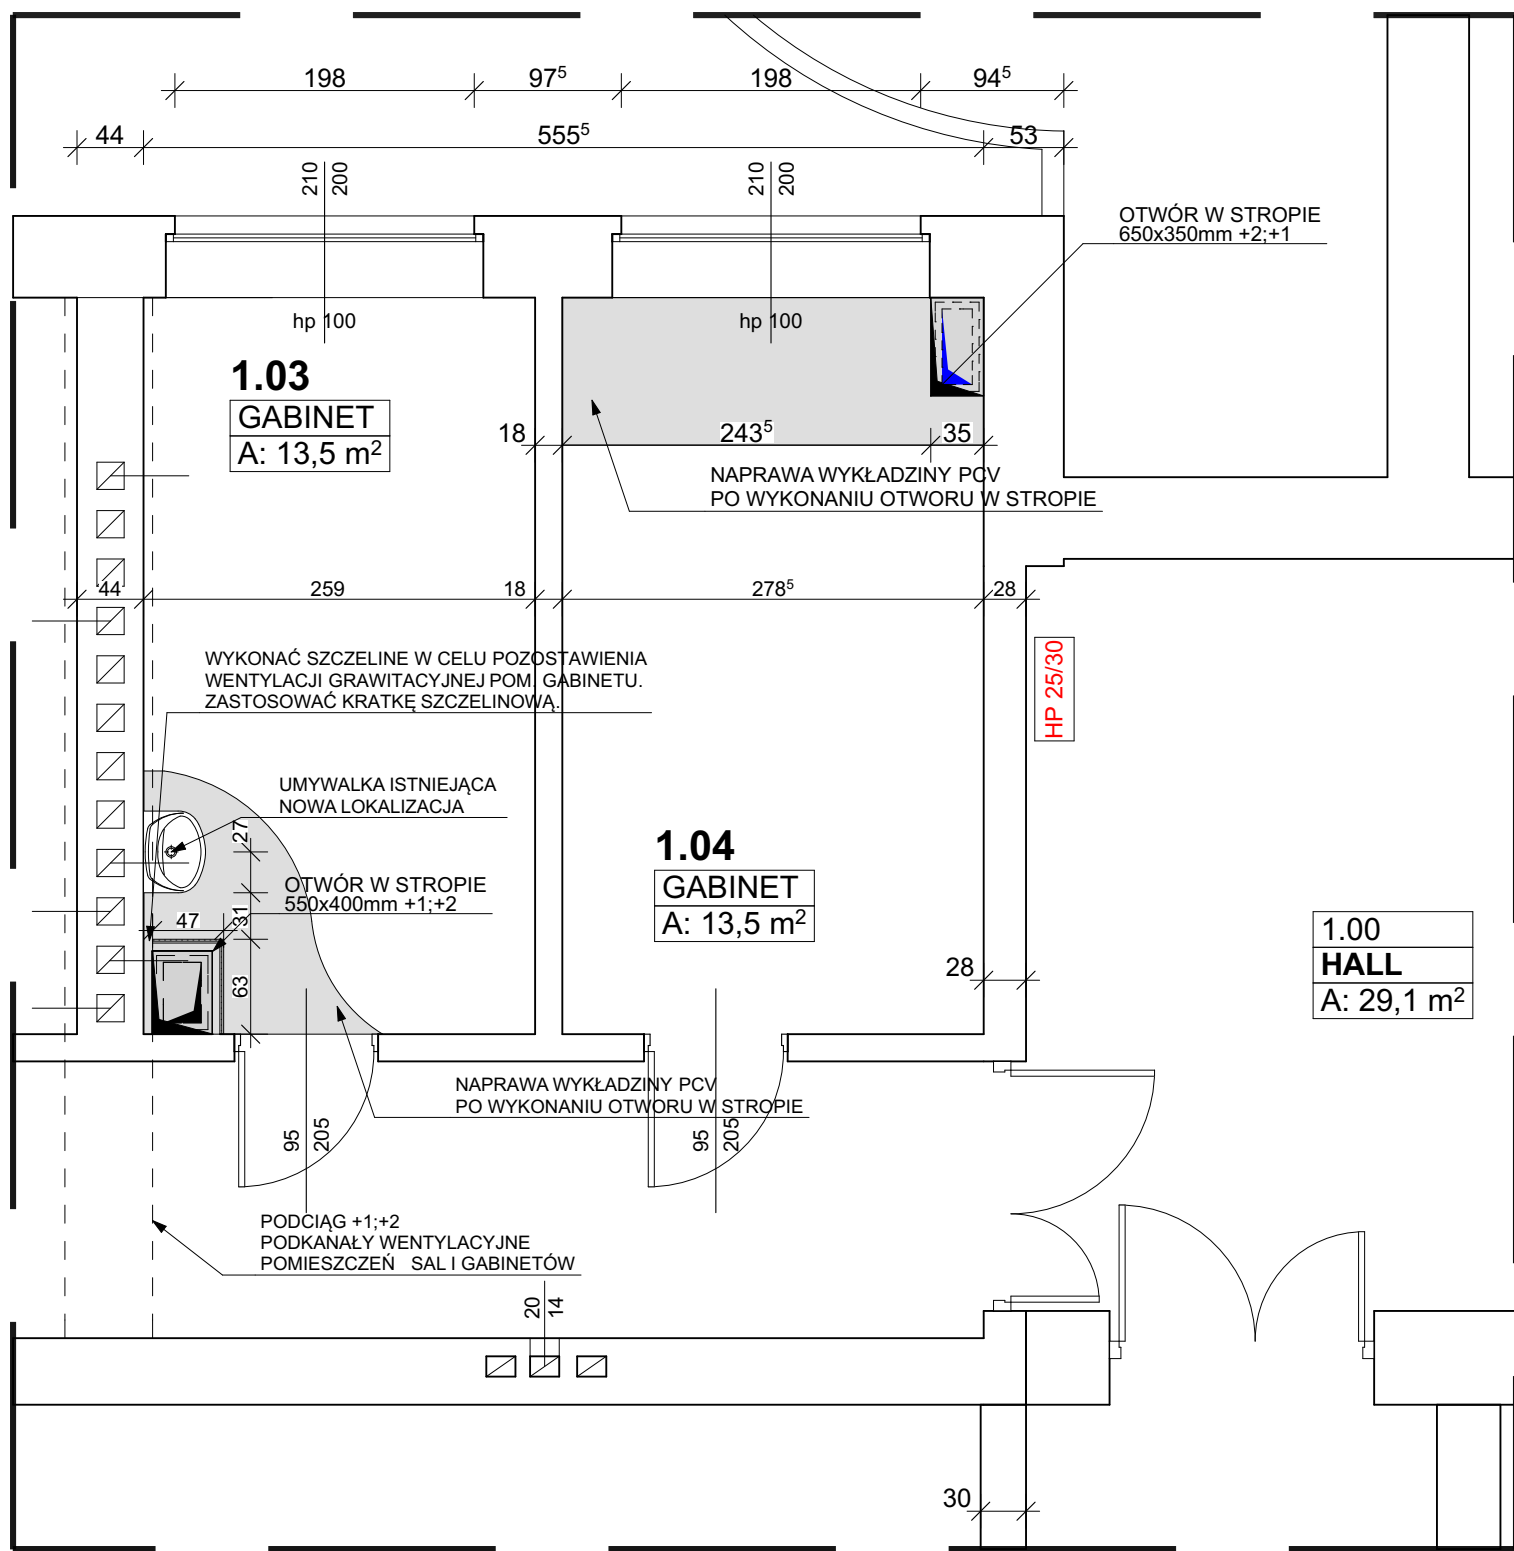 198
97⁵
198
94⁵
44
555⁵
53
210
200
210
200
OTWÓR W STROPIE
650x350mm +2;+1
hp 100
hp 100
1.03
GABINET
A: 13,5 m²
18
243⁵
35
NAPRAWA WYKŁADZINY PCV
PO WYKONANIU OTWORU W STROPIE
44
259
18
278⁵
28
HP 25/30
WYKONAĆ SZCZELINE W CELU POZOSTAWIENIA
WENTYLACJI GRAWITACYJNEJ POM. GABINETU.
ZASTOSOWAĆ KRATKĘ SZCZELINOWĄ.
UMYWALKA ISTNIEJĄCA
NOWA LOKALIZACJA
27
1.04
GABINET
A: 13,5 m²
OTWÓR W STROPIE
550x400mm +1;+2
47
31
63
28
1.00
HALL
A: 29,1 m²
NAPRAWA WYKŁADZINY PCV
PO WYKONANIU OTWORU W STROPIE
95
205
95
205
PODCIĄG +1;+2
PODKANAŁY WENTYLACYJNE
POMIESZCZEŃ SAL I GABINETÓW
20
14
30